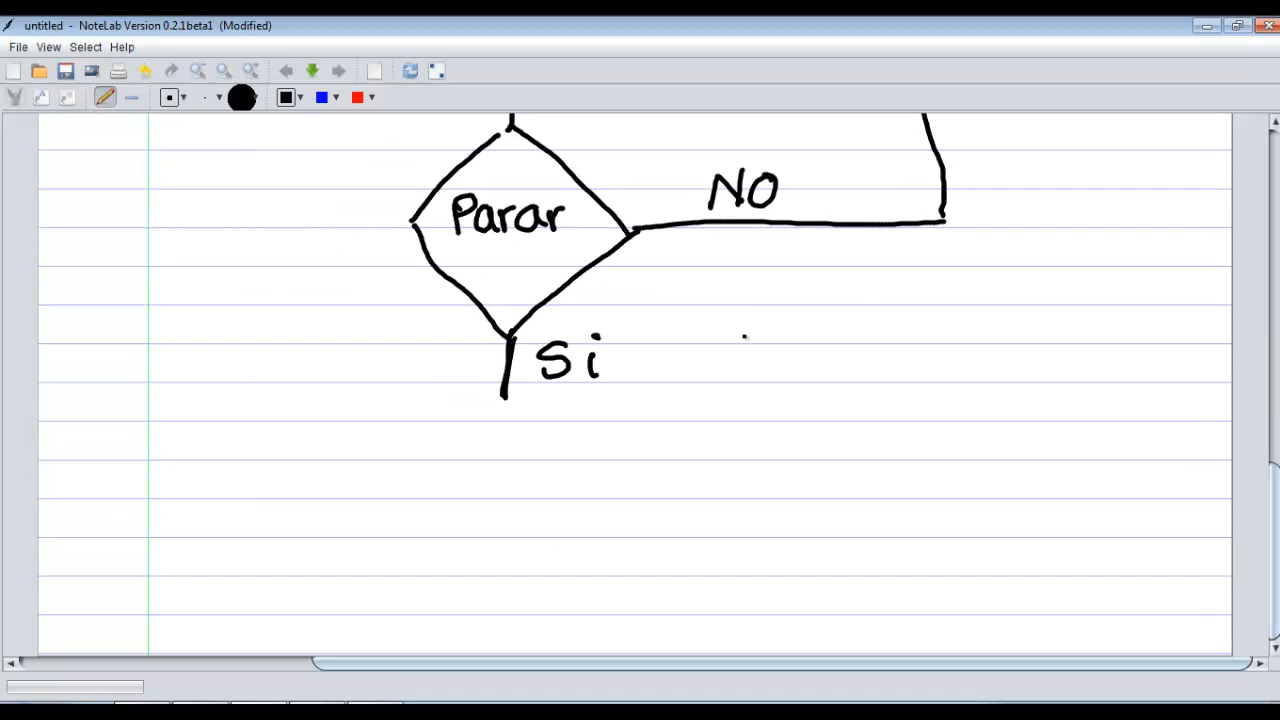 untitled - NoteLab Version 0.2.1beta1 (Modified)
File View Select Help
NO
Parar
Si